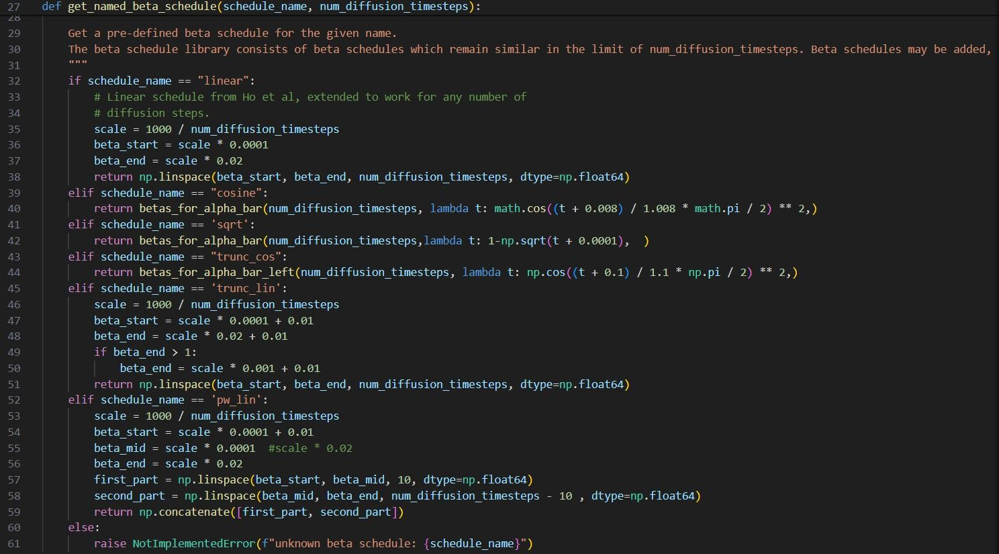 27 def get_named_beta_schedule(schedule_name, num_diffusion_timesteps):
28
29     Get a pre-defined beta schedule for the given name.
30     The beta schedule library consists of beta schedules which remain similar in the limit of num_diffusion_timesteps. Beta schedules may be added,
31     """
32     if schedule_name == "linear":
33         # Linear schedule from Ho et al, extended to work for any number of
34         # diffusion steps.
35         scale = 1000 / num_diffusion_timesteps
36         beta_start = scale * 0.0001
37         beta_end = scale * 0.02
38         return np.linspace(beta_start, beta_end, num_diffusion_timesteps, dtype=np.float64)
39     elif schedule_name == "cosine":
40         return betas_for_alpha_bar(num_diffusion_timesteps, lambda t: math.cos((t + 0.008) / 1.008 * math.pi / 2) ** 2,)
41     elif schedule_name == 'sqrt':
42         return betas_for_alpha_bar(num_diffusion_timesteps,lambda t: 1-np.sqrt(t + 0.0001),  )
43     elif schedule_name == "trunc_cos":
44         return betas_for_alpha_bar_left(num_diffusion_timesteps, lambda t: np.cos((t + 0.1) / 1.1 * np.pi / 2) ** 2,)
45     elif schedule_name == 'trunc_lin':
46         scale = 1000 / num_diffusion_timesteps
47         beta_start = scale * 0.0001 + 0.01
48         beta_end = scale * 0.02 + 0.01
49         if beta_end > 1:
50             beta_end = scale * 0.001 + 0.01
51         return np.linspace(beta_start, beta_end, num_diffusion_timesteps, dtype=np.float64)
52     elif schedule_name == 'pw_lin':
53         scale = 1000 / num_diffusion_timesteps
54         beta_start = scale * 0.0001 + 0.01
55         beta_mid = scale * 0.0001  #scale * 0.02
56         beta_end = scale * 0.02
57         first_part = np.linspace(beta_start, beta_mid, 10, dtype=np.float64)
58         second_part = np.linspace(beta_mid, beta_end, num_diffusion_timesteps - 10 , dtype=np.float64)
59         return np.concatenate([first_part, second_part])
60     else:
61         raise NotImplementedError(f"unknown beta schedule: {schedule_name}")